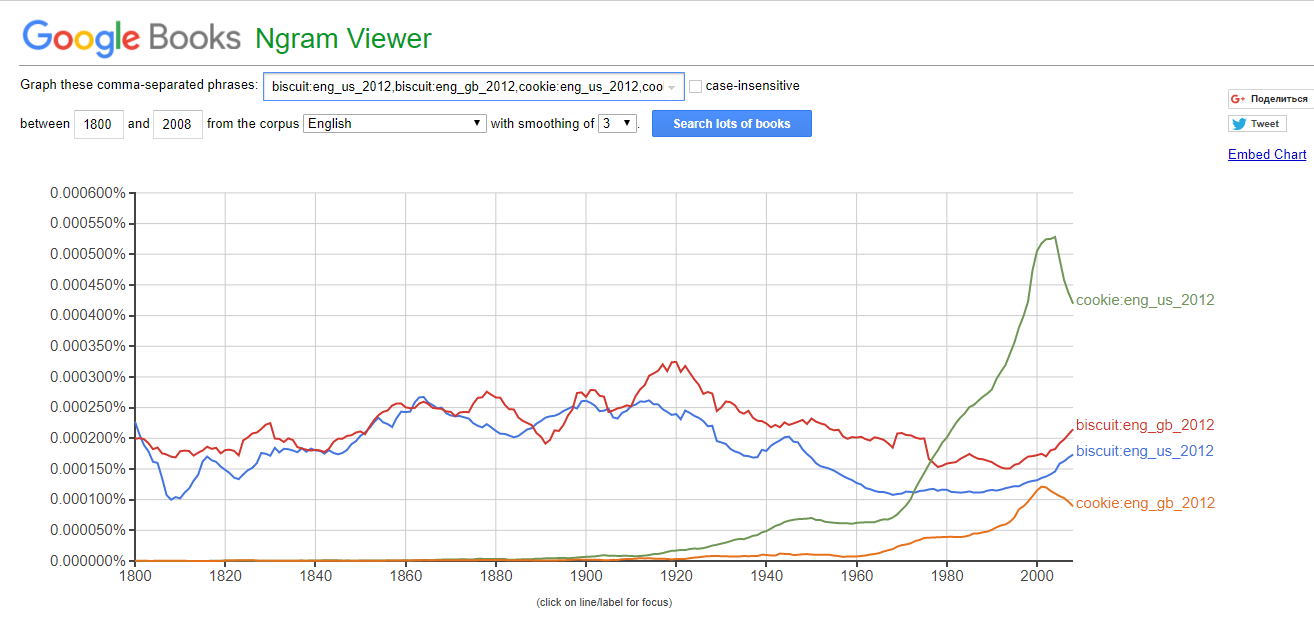 Google Books Ngram Viewer
Graph these comma-separated phrases: biscuit:eng_us_2012,biscuit:eng_gb_2012,cookie:eng_us_2012,coo case-insensitive
between 1800 and 2008 from the corpus English with smoothing of 3 .
Search lots of books
G+ Поделиться
Tweet
Embed Chart
0.000600%
0.000550%
0.000500%
0.000450%
0.000400%
0.000350%
0.000300%
0.000250%
0.000200%
0.000150%
0.000100%
0.000050%
0.000000%
cookie:eng_us_2012
biscuit:eng_gb_2012
biscuit:eng_us_2012
cookie:eng_gb_2012
1800 1820 1840 1860 1880 1900 1920 1940 1960 1980 2000
(click on line/label for focus)